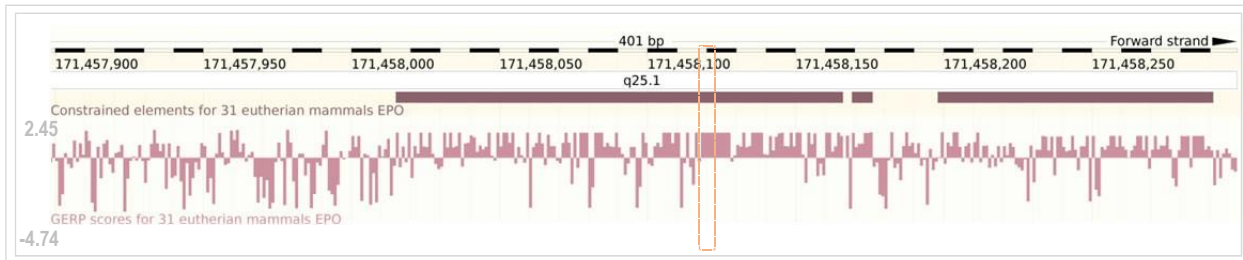 401 bp
Forward strand
171,457,900 171,457,950 171,458,000 171,458,050 171,458,100 171,458,150 171,458,200 171,458,250
q25.1
Constrained elements for 31 eutherian mammals EPO
2.45
GERP scores for 31 eutherian mammals EPO
-4.74